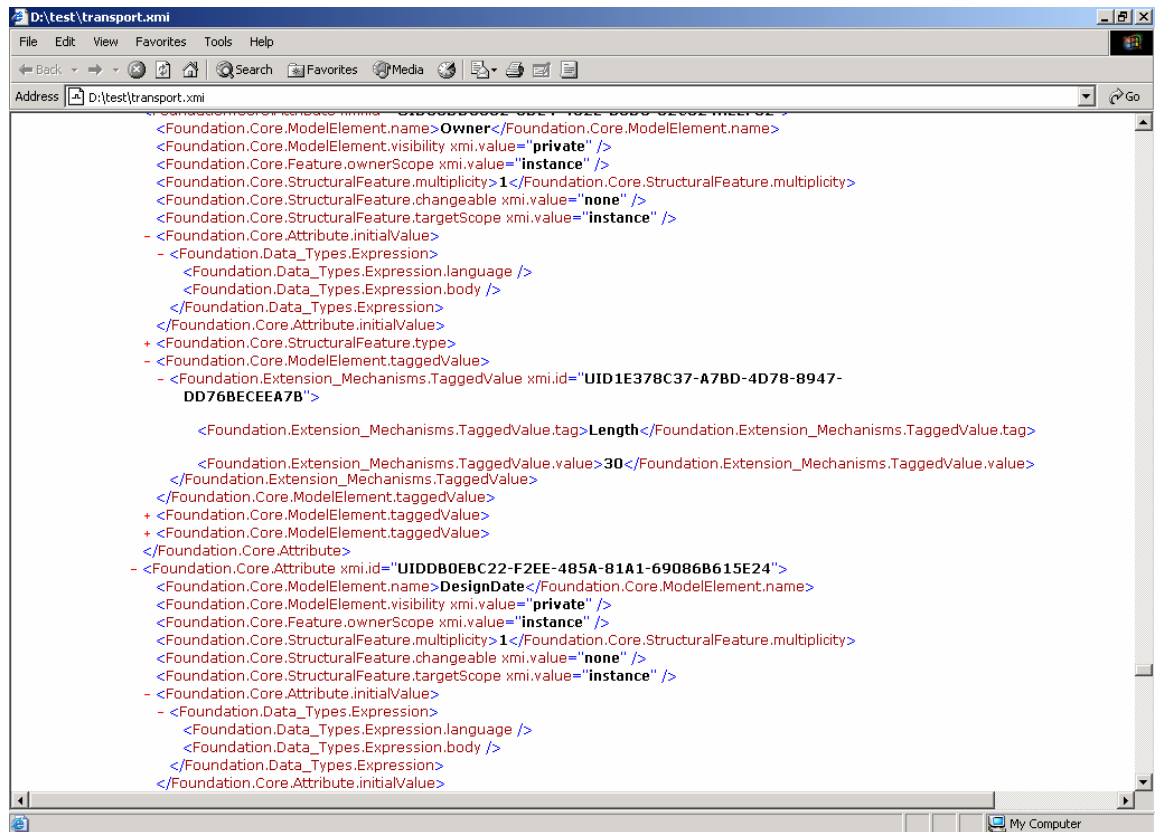 D:\test\transport.xmi
File Edit View Favorites Tools Help
Back Search Favorites Media
Address D:\test\transport.xmi Go
<Foundation.Core.ModelElement.name>Owner</Foundation.Core.ModelElement.name>
<Foundation.Core.ModelElement.visibility xmi.value="private" />
<Foundation.Core.Feature.ownerScope xmi.value="instance" />
<Foundation.Core.StructuralFeature.multiplicity>1</Foundation.Core.StructuralFeature.multiplicity>
<Foundation.Core.StructuralFeature.changeable xmi.value="none" />
<Foundation.Core.StructuralFeature.targetScope xmi.value="instance" />
- <Foundation.Core.Attribute.initialValue>
- <Foundation.Data_Types.Expression>
<Foundation.Data_Types.Expression.language />
<Foundation.Data_Types.Expression.body />
</Foundation.Data_Types.Expression>
</Foundation.Core.Attribute.initialValue>
+ <Foundation.Core.StructuralFeature.type>
- <Foundation.Core.ModelElement.taggedValue>
- <Foundation.Extension_Mechanisms.TaggedValue xmi.id="UID1E378C37-A7BD-4D78-8947-
DD76BECEEA7B">
<Foundation.Extension_Mechanisms.TaggedValue.tag>Length</Foundation.Extension_Mechanisms.TaggedValue.tag>
<Foundation.Extension_Mechanisms.TaggedValue.value>30</Foundation.Extension_Mechanisms.TaggedValue.value>
</Foundation.Extension_Mechanisms.TaggedValue>
</Foundation.Core.ModelElement.taggedValue>
+ <Foundation.Core.ModelElement.taggedValue>
+ <Foundation.Core.ModelElement.taggedValue>
</Foundation.Core.Attribute>
- <Foundation.Core.Attribute xmi.id="UIDDB0EBC22-F2EE-485A-81A1-69086B615E24">
<Foundation.Core.ModelElement.name>DesignDate</Foundation.Core.ModelElement.name>
<Foundation.Core.ModelElement.visibility xmi.value="private" />
<Foundation.Core.Feature.ownerScope xmi.value="instance" />
<Foundation.Core.StructuralFeature.multiplicity>1</Foundation.Core.StructuralFeature.multiplicity>
<Foundation.Core.StructuralFeature.changeable xmi.value="none" />
<Foundation.Core.StructuralFeature.targetScope xmi.value="instance" />
- <Foundation.Core.Attribute.initialValue>
- <Foundation.Data_Types.Expression>
<Foundation.Data_Types.Expression.language />
<Foundation.Data_Types.Expression.body />
</Foundation.Data_Types.Expression>
</Foundation.Core.Attribute.initialValue>
My Computer